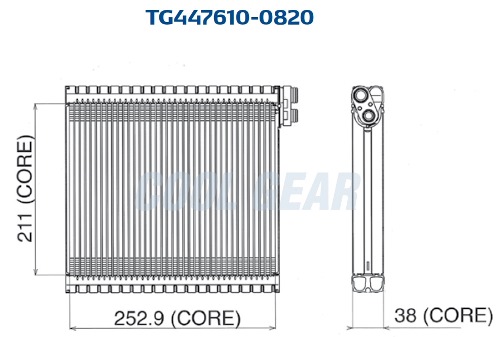 TG447610-0820
211 (CORE)
COOL GEAR
252.9 (CORE)
38 (CORE)